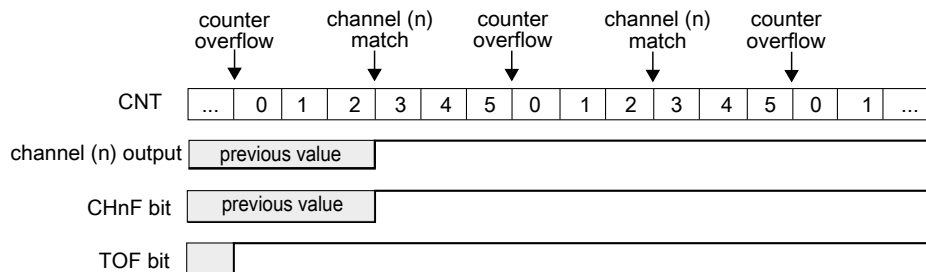 counter overflow
channel (n) match
counter overflow
channel (n) match
counter overflow
CNT ... 0 1 2 3 4 5 0 1 2 3 4 5 0 1 ...
channel (n) output previous value
CHnF bit previous value
TOF bit